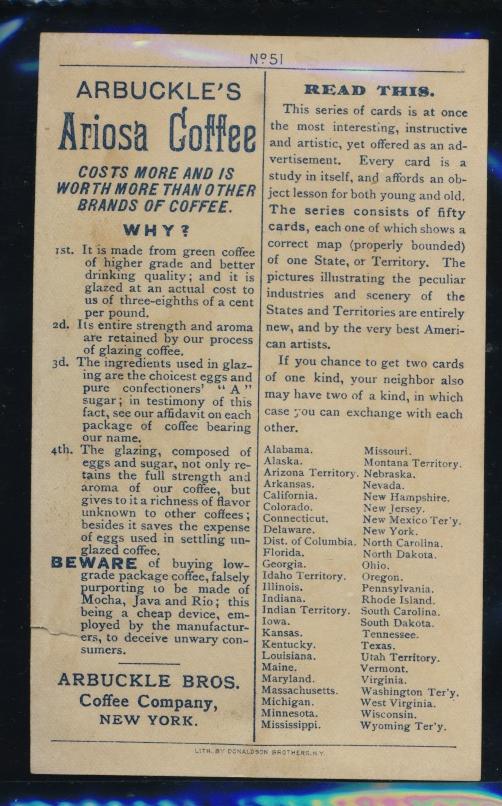 Nº 51
ARBUCKLE'S
Ariosa Coffee
COSTS MORE AND IS
WORTH MORE THAN OTHER
BRANDS OF COFFEE.
WHY?
1st. It is made from green coffee
of higher grade and better
drinking quality; and it is
glazed at an actual cost to
us of three-eighths of a cent
per pound.
2d. Its entire strength and aroma
are retained by our process
of glazing coffee.
3d. The ingredients used in glaz-
ing are the choicest eggs and
pure confectioners' "A"
sugar; in testimony of this
fact, see our affidavit on each
package of coffee bearing
our name.
4th. The glazing, composed of
eggs and sugar, not only re-
tains the full strength and
aroma of our coffee, but
gives to it a richness of flavor
unknown to other coffees;
besides it saves the expense
of eggs used in settling un-
glazed coffee.
BEWARE of buying low-
grade package coffee, falsely
purporting to be made of
Mocha, Java and Rio; this
being a cheap device, em-
ployed by the manufactur-
ers, to deceive unwary con-
sumers.
ARBUCKLE BROS.
Coffee Company,
NEW YORK.
READ THIS.
This series of cards is at once
the most interesting, instructive
and artistic, yet offered as an ad-
vertisement. Every card is a
study in itself, and affords an ob-
ject lesson for both young and old.
The series consists of fifty
cards, each one of which shows a
correct map (properly bounded)
of one State, or Territory. The
pictures illustrating the peculiar
industries and scenery of the
States and Territories are entirely
new, and by the very best Ameri-
can artists.
If you chance to get two cards
of one kind, your neighbor also
may have two of a kind, in which
case you can exchange with each
other.
Alabama.
Alaska.
Arizona Territory.
Arkansas.
California.
Colorado.
Connecticut.
Delaware.
Dist. of Columbia.
Florida.
Georgia.
Idaho Territory.
Illinois.
Indiana.
Indian Territory.
Iowa.
Kansas.
Kentucky.
Louisiana.
Maine.
Maryland.
Massachusetts.
Michigan.
Minnesota.
Mississippi.
Missouri.
Montana Territory.
Nebraska.
Nevada.
New Hampshire.
New Jersey.
New Mexico Ter'y.
New York.
North Carolina.
North Dakota.
Ohio.
Oregon.
Pennsylvania.
Rhode Island.
South Carolina.
South Dakota.
Tennessee.
Texas.
Utah Territory.
Vermont.
Virginia.
Washington Ter'y.
West Virginia.
Wisconsin.
Wyoming Ter'y.
LITH. BY DONALDSON BROTHERS, N.Y.